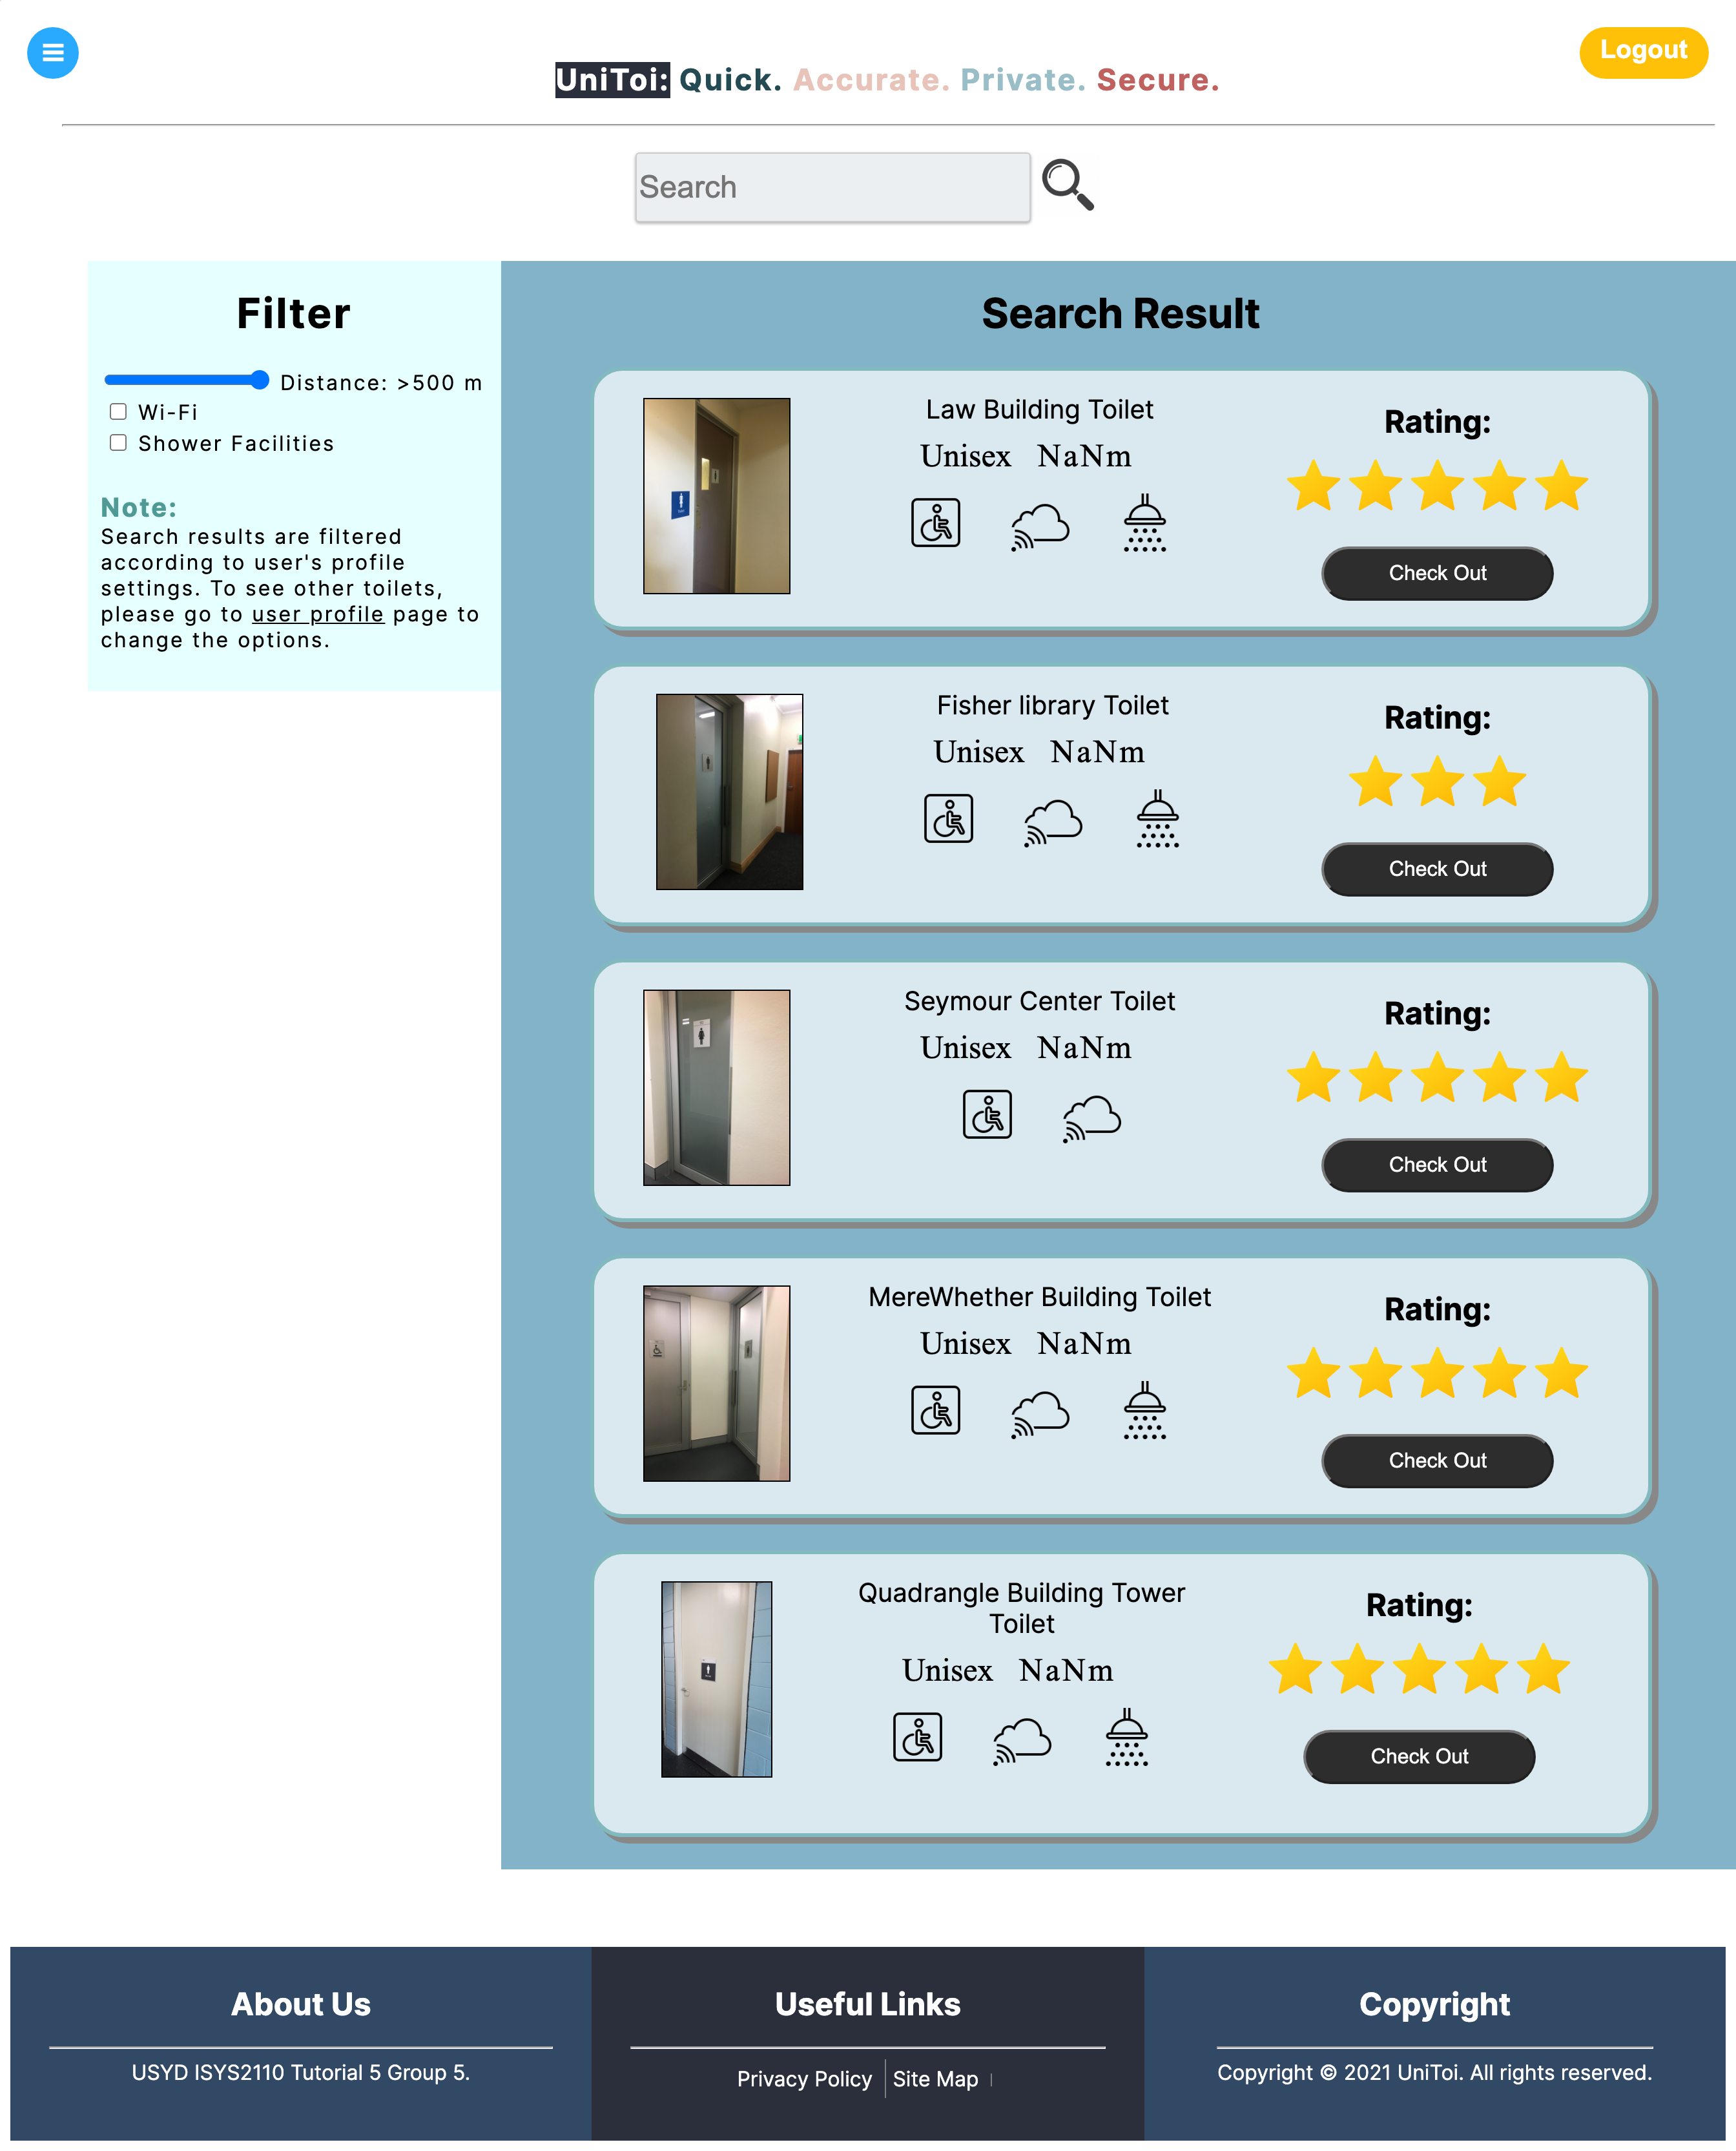 Logout
UniToi: Quick. Accurate. Private. Secure.
Search
Filter
Distance: >500 m
Wi-Fi
Shower Facilities
Note:
Search results are filtered
according to user's profile
settings. To see other toilets,
please go to user profile page to
change the options.
Search Result
Law Building Toilet
Unisex NaNm
Rating:
Check Out
Fisher library Toilet
Unisex NaNm
Rating:
Check Out
Seymour Center Toilet
Unisex NaNm
Rating:
Check Out
MereWhether Building Toilet
Unisex NaNm
Rating:
Check Out
Quadrangle Building Tower
Toilet
Unisex NaNm
Rating:
Check Out
About Us
USYD ISYS2110 Tutorial 5 Group 5.
Useful Links
Privacy Policy
Site Map
Copyright
Copyright © 2021 UniToi. All rights reserved.